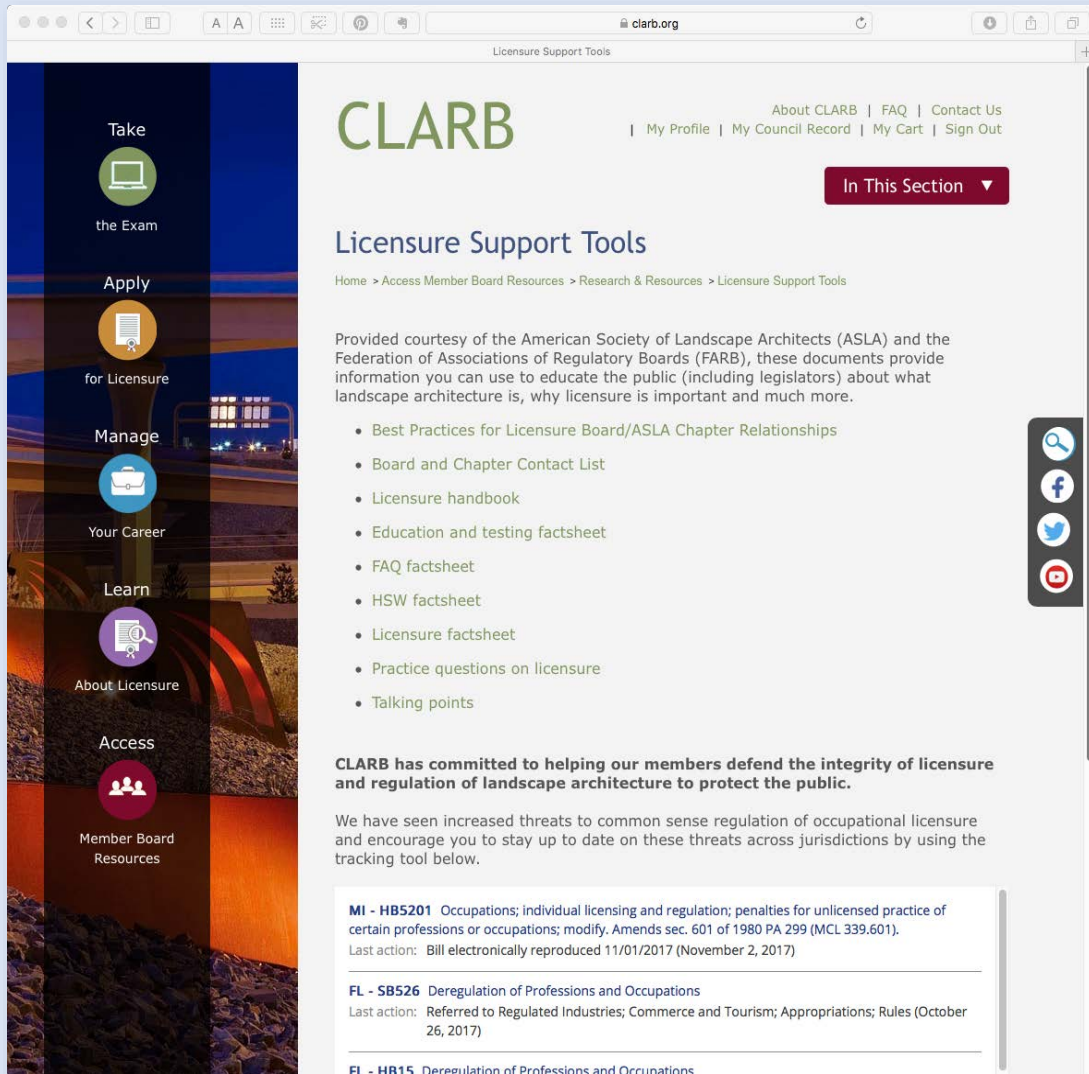 A A
clarb.org
Licensure Support Tools
Take
the Exam
Apply
for Licensure
Manage
Your Career
Learn
About Licensure
Access
Member Board
Resources
CLARB
About CLARB | FAQ | Contact Us
| My Profile | My Council Record | My Cart | Sign Out
In This Section ▼
Licensure Support Tools
Home > Access Member Board Resources > Research & Resources > Licensure Support Tools
Provided courtesy of the American Society of Landscape Architects (ASLA) and the
Federation of Associations of Regulatory Boards (FARB), these documents provide
information you can use to educate the public (including legislators) about what
landscape architecture is, why licensure is important and much more.
• Best Practices for Licensure Board/ASLA Chapter Relationships
• Board and Chapter Contact List
• Licensure handbook
• Education and testing factsheet
• FAQ factsheet
• HSW factsheet
• Licensure factsheet
• Practice questions on licensure
• Talking points
CLARB has committed to helping our members defend the integrity of licensure
and regulation of landscape architecture to protect the public.
We have seen increased threats to common sense regulation of occupational licensure
and encourage you to stay up to date on these threats across jurisdictions by using the
tracking tool below.
MI - HB5201 Occupations; individual licensing and regulation; penalties for unlicensed practice of
certain professions or occupations; modify. Amends sec. 601 of 1980 PA 299 (MCL 339.601).
Last action: Bill electronically reproduced 11/01/2017 (November 2, 2017)
FL - SB526 Deregulation of Professions and Occupations
Last action: Referred to Regulated Industries; Commerce and Tourism; Appropriations; Rules (October
26, 2017)
FL - HB15 Deregulation of Professions and Occupations